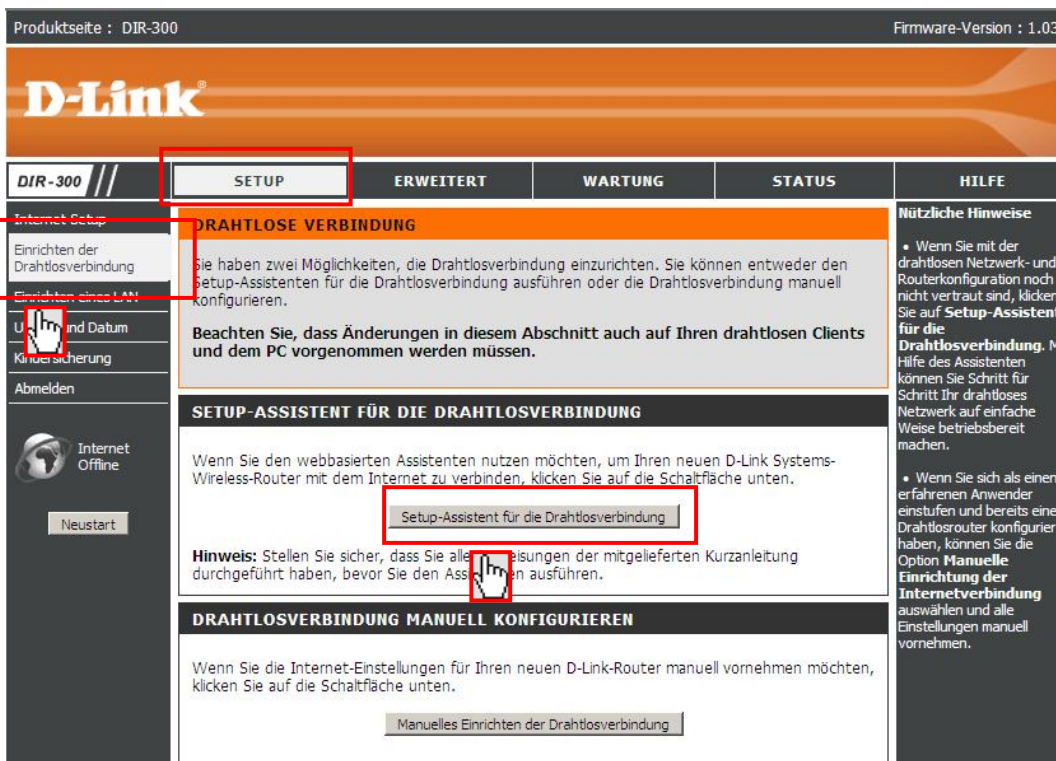 Produktseite : DIR-300
Firmware-Version : 1.03
D-Link®
DIR-300
SETUP
ERWEITERT
WARTUNG
STATUS
HILFE
Internet Setup
Einrichten der
Drahtlosverbindung
Einrichten eines LAN
und Datum
Kindersicherung
Abmelden
Internet
Offline
Neustart
DRAHTLOSE VERBINDUNG
Sie haben zwei Möglichkeiten, die Drahtlosverbindung einzurichten. Sie können entweder den
Setup-Assistenten für die Drahtlosverbindung ausführen oder die Drahtlosverbindung manuell
konfigurieren.
Beachten Sie, dass Änderungen in diesem Abschnitt auch auf Ihren drahtlosen Clients
und dem PC vorgenommen werden müssen.
SETUP-ASSISTENT FÜR DIE DRAHTLOSVERBINDUNG
Wenn Sie den webbasierten Assistenten nutzen möchten, um Ihren neuen D-Link Systems-
Wireless-Router mit dem Internet zu verbinden, klicken Sie auf die Schaltfläche unten.
Setup-Assistent für die Drahtlosverbindung
Hinweis: Stellen Sie sicher, dass Sie alle der mitgelieferten Kurzanleitung
durchgeführt haben, bevor Sie den ausführen.
DRAHTLOSVERBINDUNG MANUELL KONFIGURIEREN
Wenn Sie die Internet-Einstellungen für Ihren neuen D-Link-Router manuell vornehmen möchten,
klicken Sie auf die Schaltfläche unten.
Manuelles Einrichten der Drahtlosverbindung
Nützliche Hinweise
• Wenn Sie mit der
drahtlosen Netzwerk- und
Routerkonfiguration noch
nicht vertraut sind, klicken
Sie auf Setup-Assistent
für die
Drahtlosverbindung. M
Hilfe des Assistenten
können Sie Schritt für
Schritt Ihr drahtloses
Netzwerk auf einfache
Weise betriebsbereit
machen.
• Wenn Sie sich als einen
erfahrenen Anwender
einstufen und bereits eine
Drahtlosrouter konfigurier
haben, können Sie die
Option Manuelle
Einrichtung der
Internetverbindung
auswählen und alle
Einstellungen manuell
vornehmen.